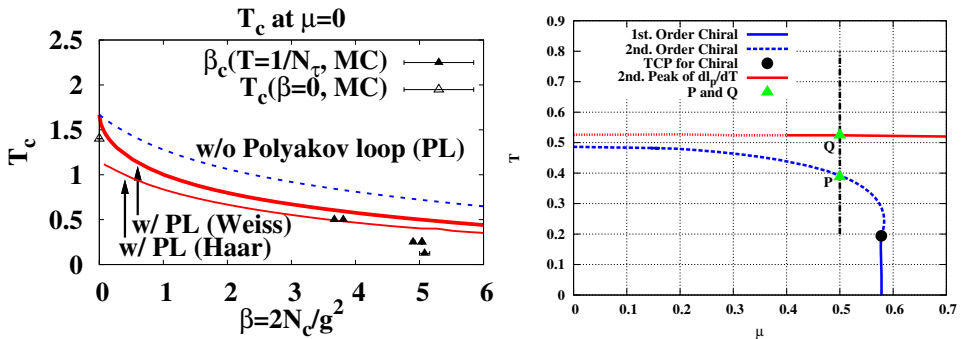 T_c at μ=0
2.5
2
1.5
1
0.5
0
T_c
β_c(T=1/N_τ, MC)
T_c(β=0, MC)
w/o Polyakov loop (PL)
w/ PL (Weiss)
w/ PL (Haar)
0 1 2 3 4 5 6
β=2N_c/g^2
0.9
0.8
0.7
0.6
0.5
0.4
0.3
0.2
0.1
0
T
1st. Order Chiral
2nd. Order Chiral
TCP for Chiral
2nd. Peak of dl_p/dT
P and Q
Q
P
0 0.1 0.2 0.3 0.4 0.5 0.6 0.7
μ